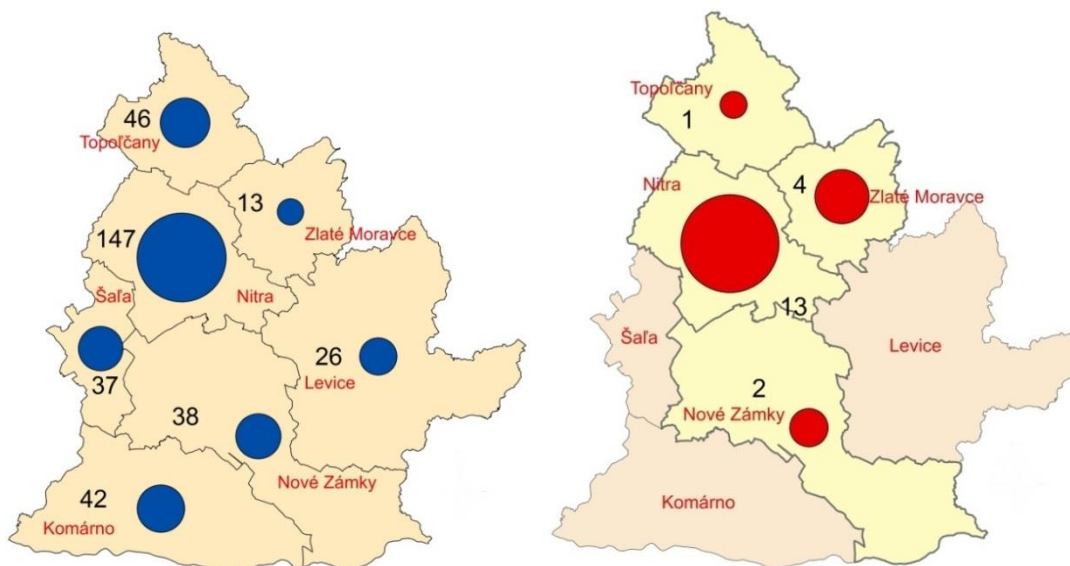 46
Topoľčany
13
Zlaté Moravce
147
Šaľa
Nitra
37
26
Levice
38
Nové Zámky
42
Komárno
Topoľčany
1
Nitra
4
Zlaté Moravce
13
Šaľa
Levice
2
Nové Zámky
Komárno